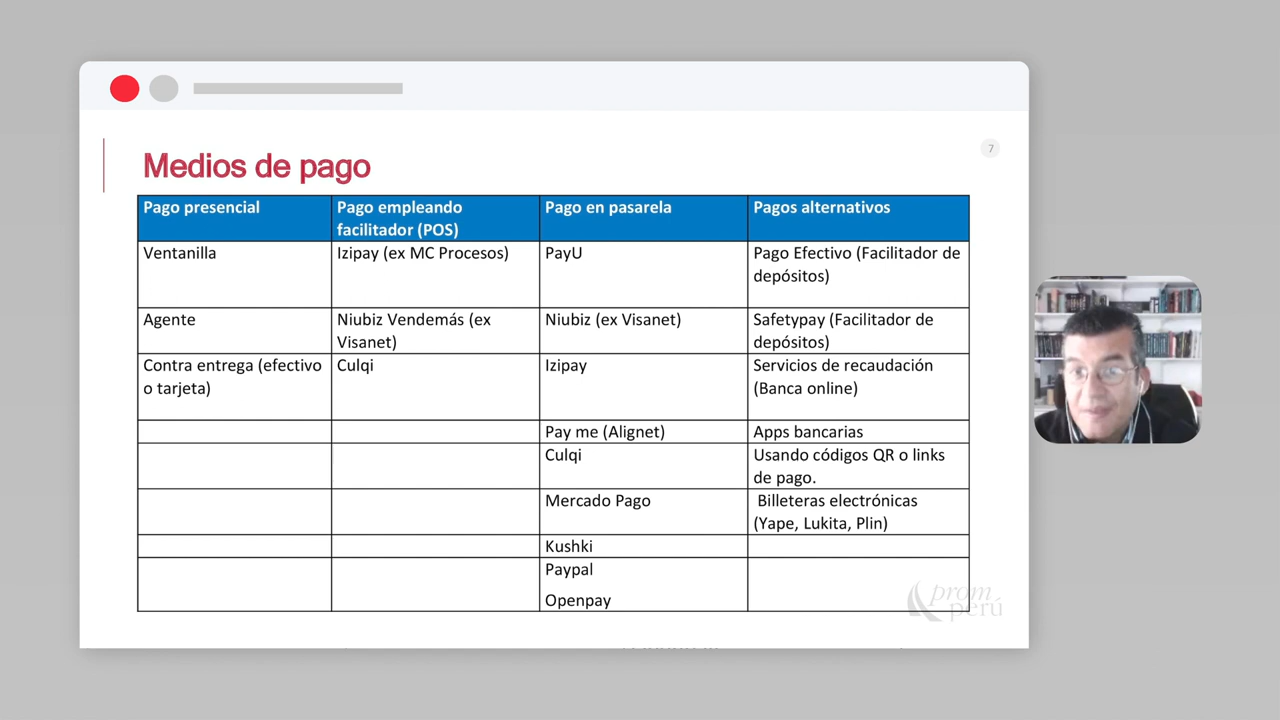 7
Medios de pago
Pago presencial
Pago empleando
facilitador (POS)
Pago en pasarela
Pagos alternativos
Ventanilla
Izipay (ex MC Procesos)
PayU
Pago Efectivo (Facilitador de
depósitos)
Agente
Niubiz Vendemás (ex
Visanet)
Niubiz (ex Visanet)
Safetypay (Facilitador de
depósitos)
Contra entrega (efectivo
o tarjeta)
Culqi
Izipay
Servicios de recaudación
(Banca online)
Pay me (Alignet)
Apps bancarias
Culqi
Usando códigos QR o links
de pago.
Mercado Pago
Billeteras electrónicas
(Yape, Lukita, Plin)
Kushki
Paypal
Openpay
prom
perú